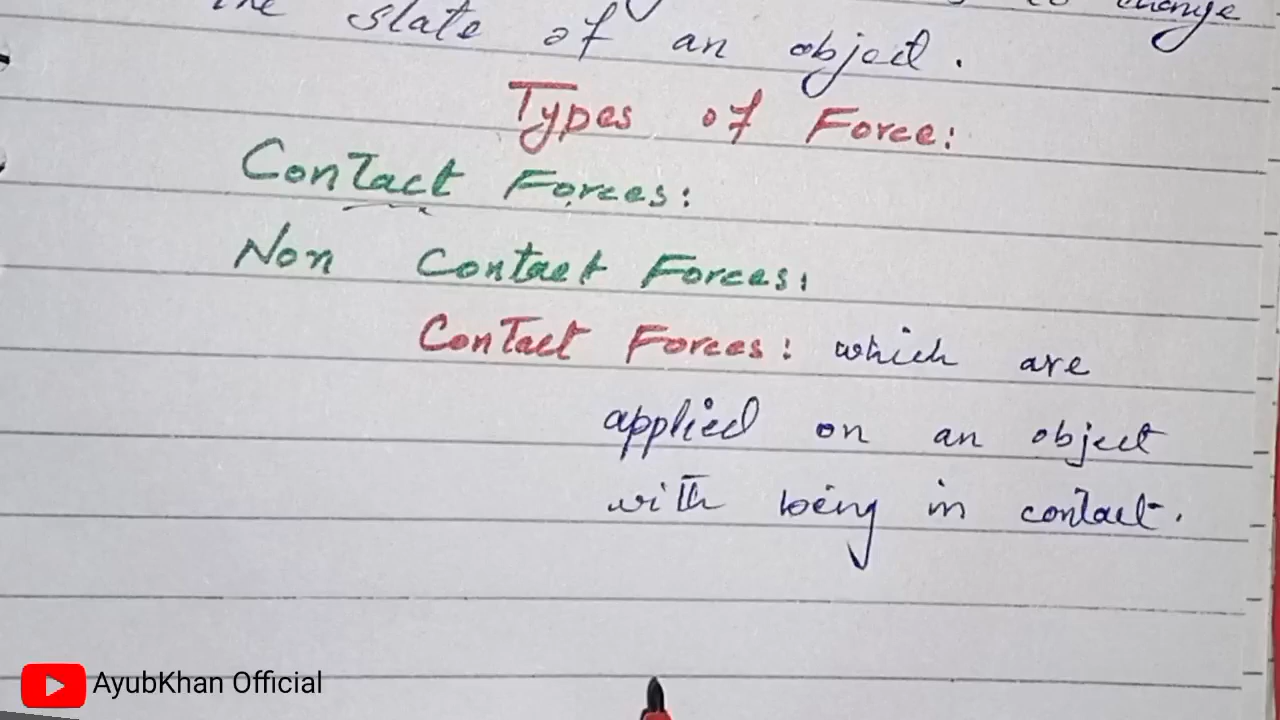 the state of an object.
Types of Force:
Contact Forces:
Non Contact Forces:
Contact Forces: which are
applied on an object
with being in contact.
AyubKhan Official